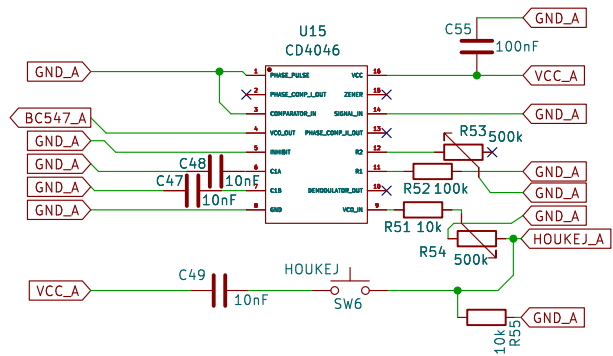 U15
CD4046
C55
100nF
GND_A
VCC_A
GND_A
GND_A
BC547_A
GND_A
GND_A
GND_A
GND_A
1 PHASE_PULSE
2 PHASE_COMP_I_OUT
3 COMPARATOR_IN
4 VCO_OUT
5 INHIBIT
6 C1A
7 C1B
8 GND
VCC 16
ZENER 15
SIGNAL_IN 14
PHASE_COMP_II_OUT 13
R2 12
R1 11
DEMODULATOR_OUT 10
VCO_IN 9
C48
10nF
C47
10nF
R53 500k
R52 100k
GND_A
GND_A
GND_A
R51 10k
R54
500k
HOUKEJ_A
VCC_A
C49
10nF
HOUKEJ
SW6
R55
10k
GND_A